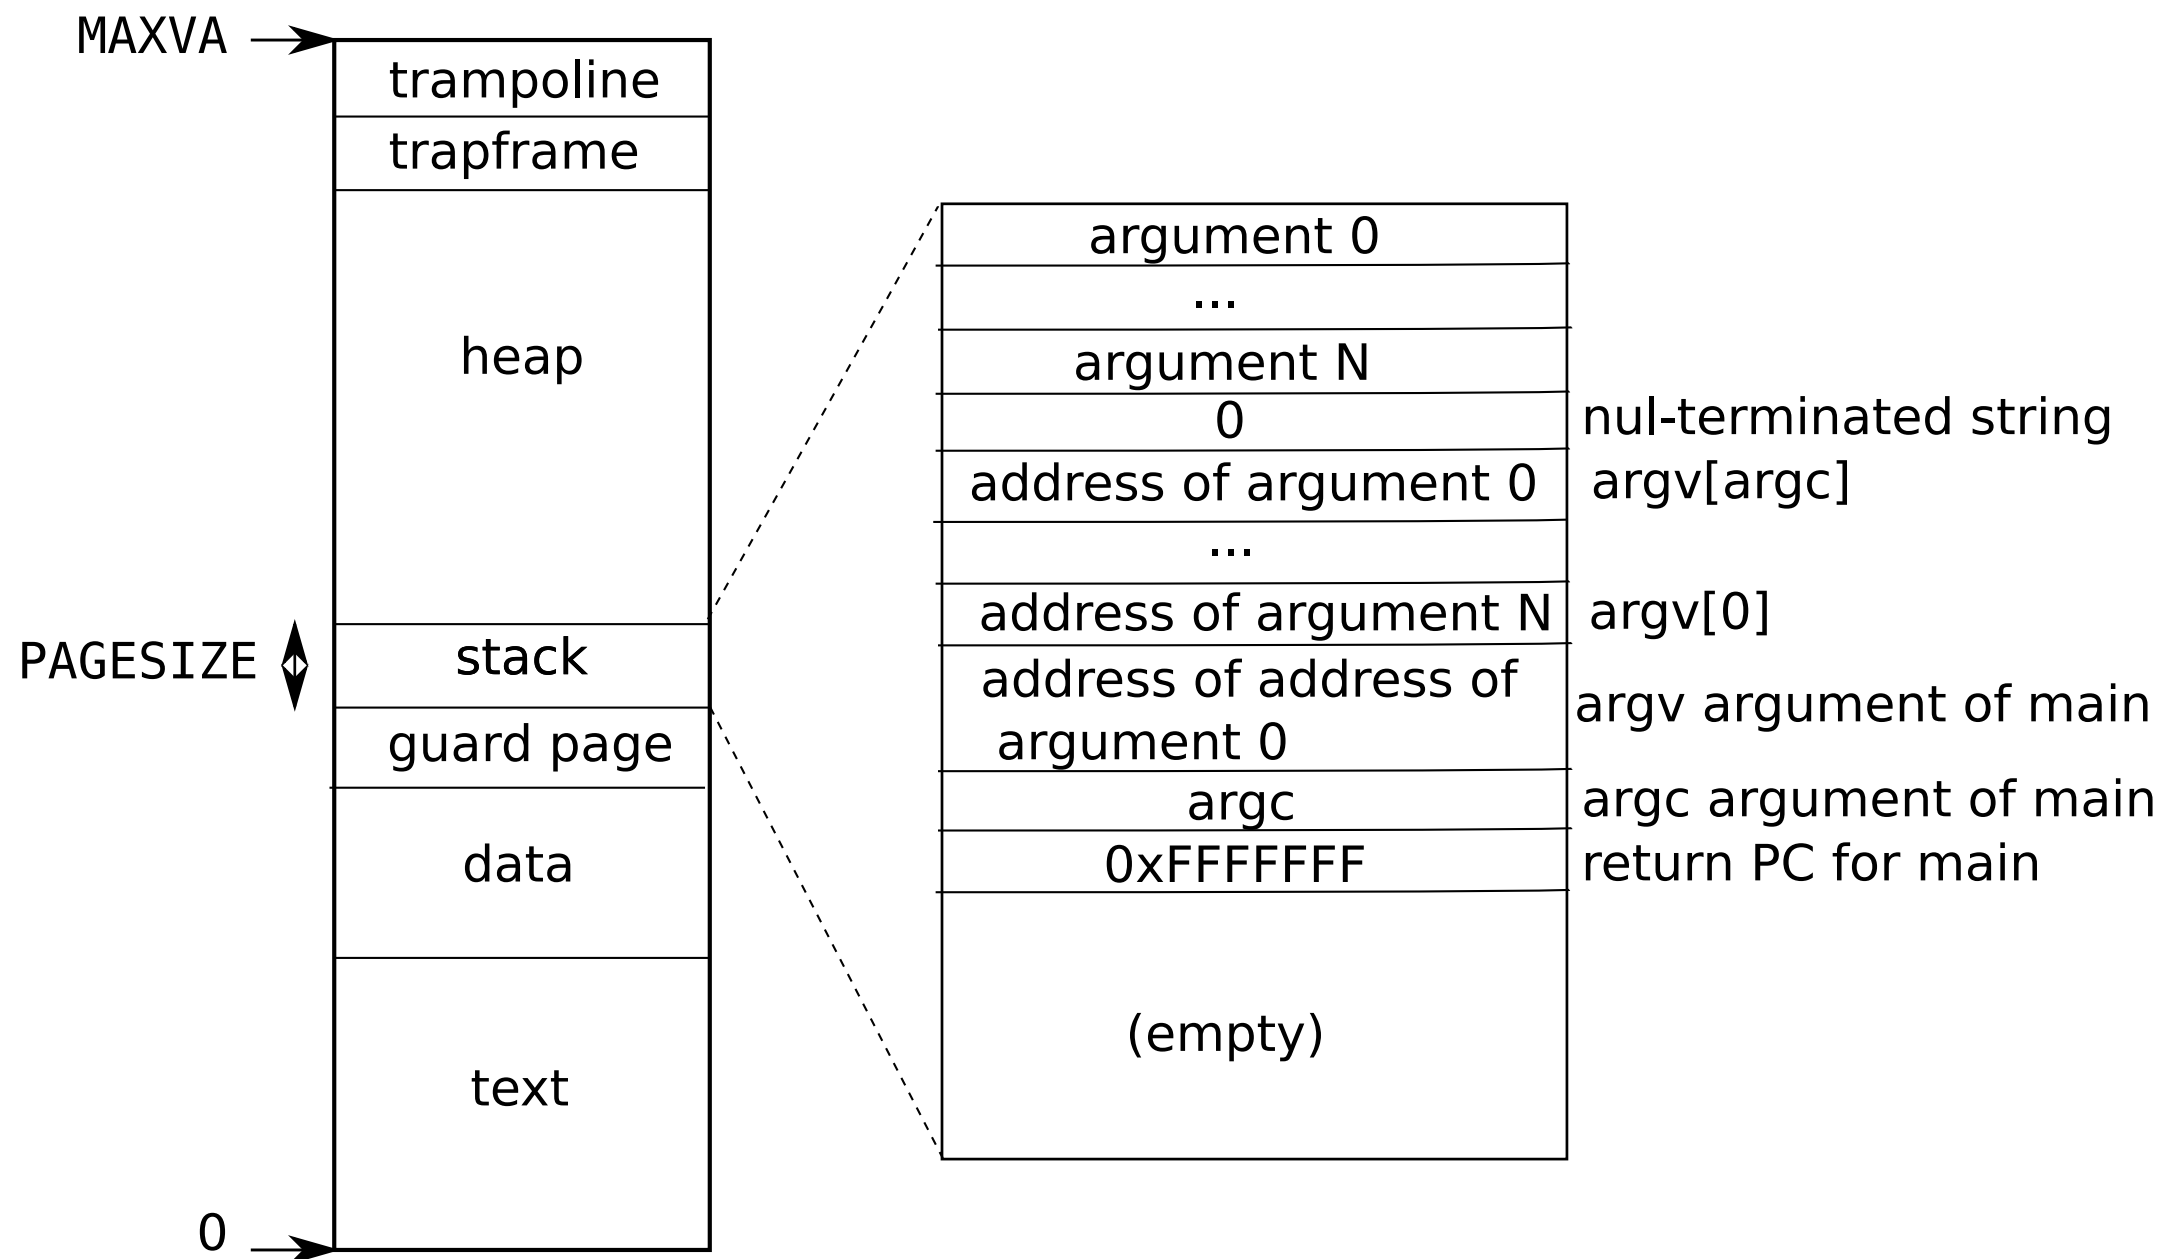 MAXVA
trampoline
trapframe
heap
PAGESIZE
stack
guard page
data
text
0
argument 0
...
argument N
0
nul-terminated string
address of argument 0
argv[argc]
...
address of argument N
argv[0]
address of address of
argument 0
argv argument of main
argc
argc argument of main
0xFFFFFFF
return PC for main
(empty)